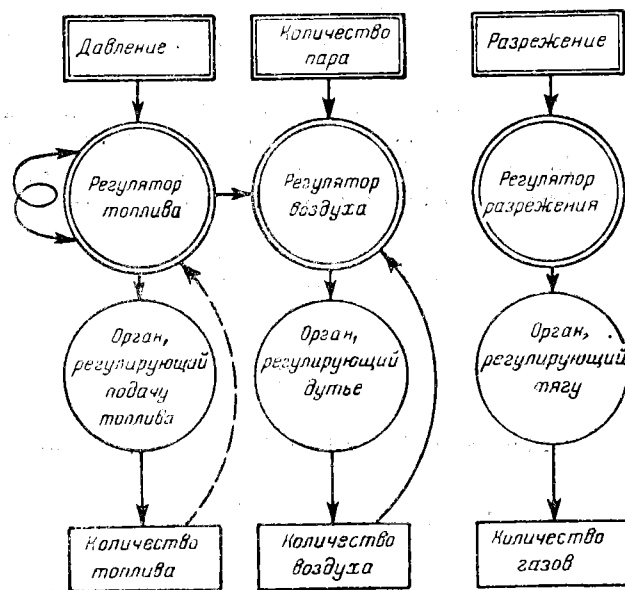 Давление
Количество
пара
Разрежение
Регулятор
топлива
Регулятор
воздуха
Регулятор
разрежения
Орган,
регулирующий
подачу
топлива
Орган,
регулирующий
дутье
Орган,
регулирующий
тягу
Количество
топлива
Количество
воздуха
Количество
газов